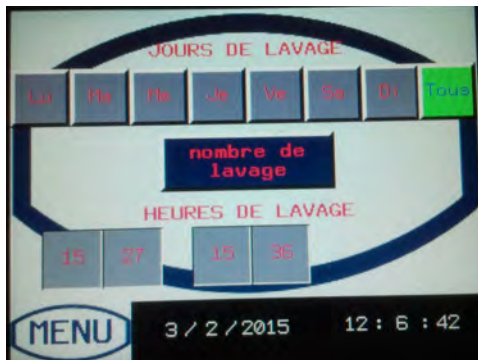 JOURS DE LAVAGE
Lu Ma Me Je Ve Sa Di Tous
nombre de
lavage
HEURES DE LAVAGE
15 27 15 36
MENU 3 / 2 / 2015 12 : 6 : 42